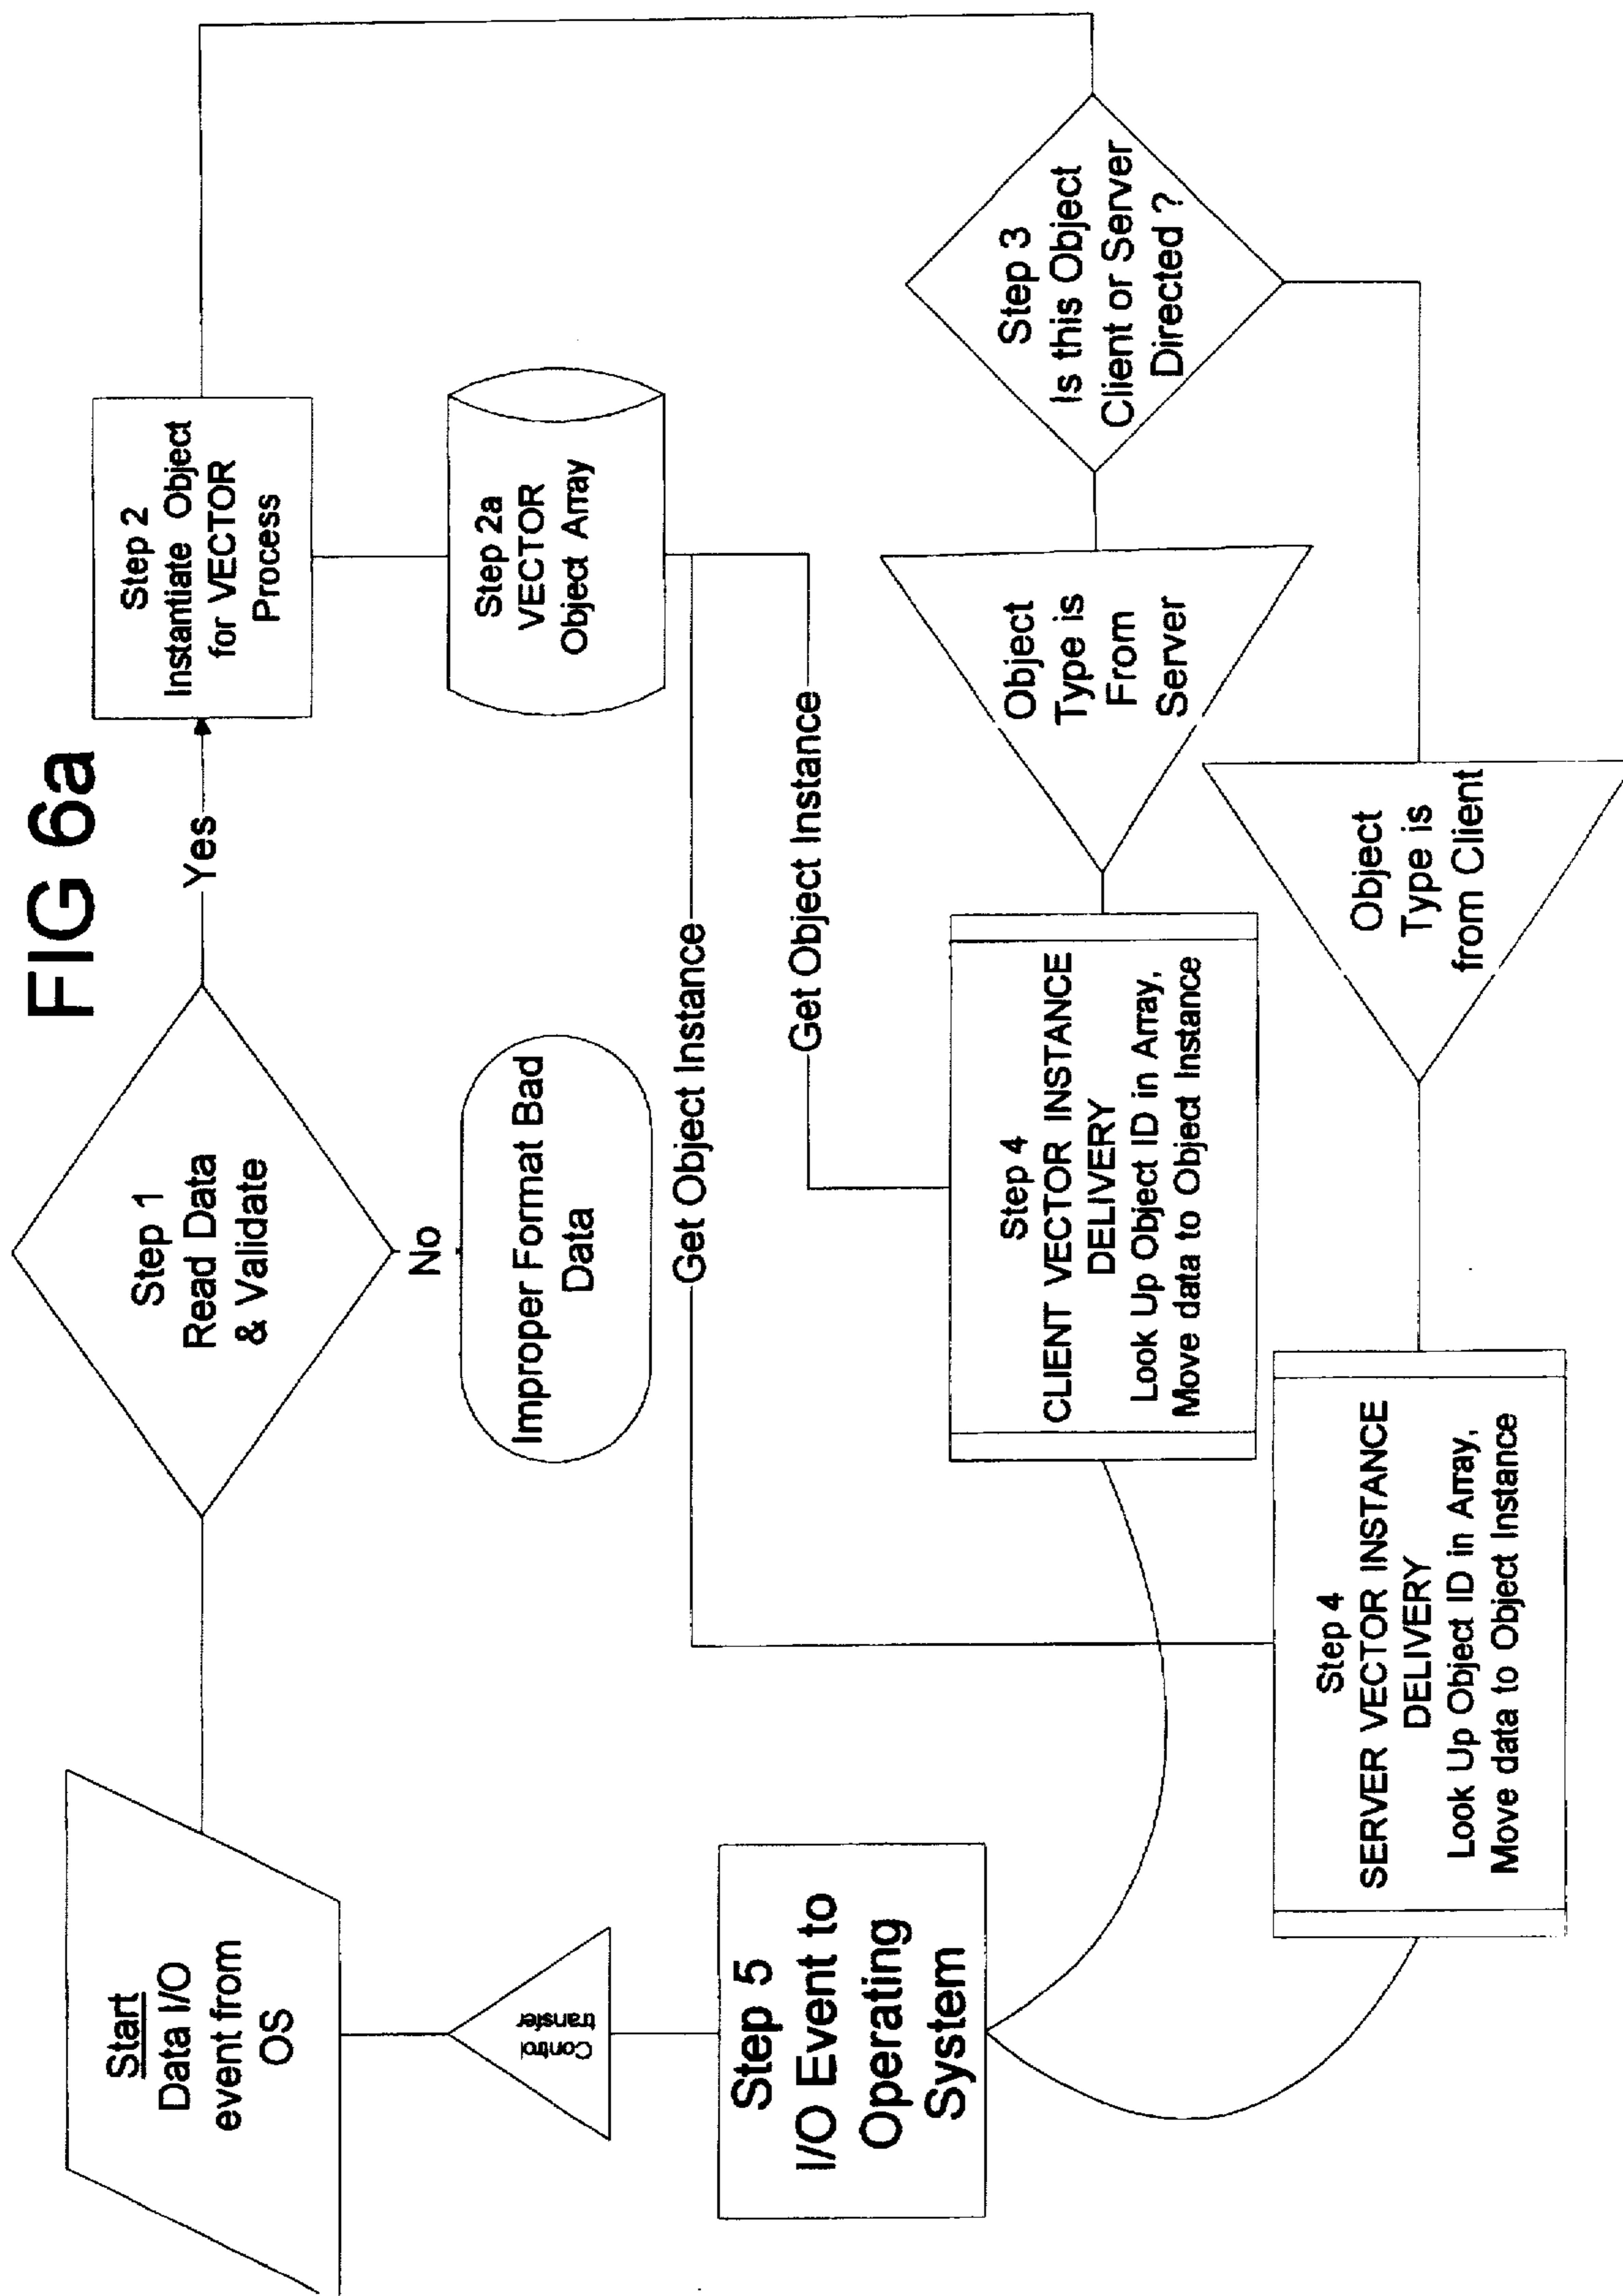 FIG 6a
Start
Data I/O
event from
OS
Step 1
Read Data
& Validate
Yes
No
Improper Format Bad
Data
Step 2
Instantiate Object
for VECTOR
Process
Step 2a
VECTOR
Object Array
Get Object Instance
Get Object Instance
Step 3
Is this Object
Client or Server
Directed ?
Object
Type is
From
Server
Object
Type is
from Client
Step 4
CLIENT VECTOR INSTANCE
DELIVERY
Look Up Object ID in Array,
Move data to Object Instance
Step 4
SERVER VECTOR INSTANCE
DELIVERY
Look Up Object ID in Array,
Move data to Object Instance
Step 5
I/O Event to
Operating
System
Control
transfer